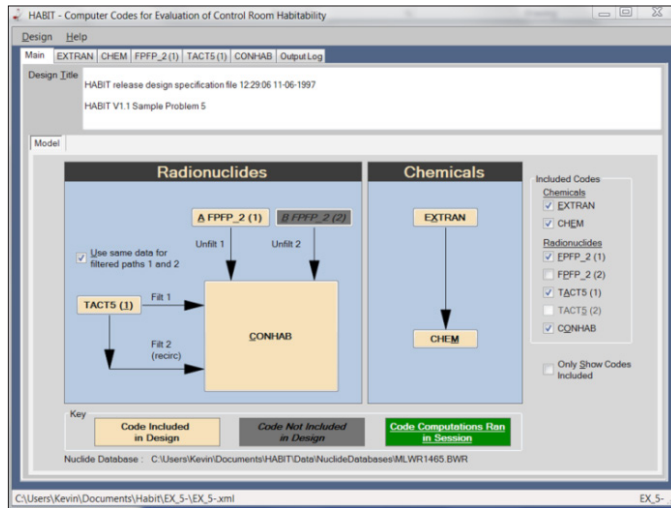 HABIT - Computer Codes for Evaluation of Control Room Habitability
Design Help
Main EXTRAN CHEM FPFP_2 (1) TACT5 (1) CONHAB Output Log
Design Title
HABIT release design specification file 12:29:06 11-06-1997
HABIT V1.1 Sample Problem 5
Model
Radionuclides
A FPFP_2 (1)
B FPFP_2 (2)
Unfilt 1
Unfilt 2
Use same data for
filtered paths 1 and 2
TACT5 (1)
Filt 1
Filt 2
(recirc)
CONHAB
Chemicals
EXTRAN
CHEM
Included Codes
Chemicals
EXTRAN
CHEM
Radionuclides
FPFP_2 (1)
FPFP_2 (2)
TACT5 (1)
TACT5 (2)
CONHAB
Only Show Codes
Included
Key
Code Included
in Design
Code Not Included
in Design
Code Computations Ran
in Session
Nuclide Database : C:\Users\Kevin\Documents\HABIT\Data\NuclideDatabases\MLWR1465.BWR
C:\Users\Kevin\Documents\Habit\EX_5-\EX_5-.xml
EX_5-